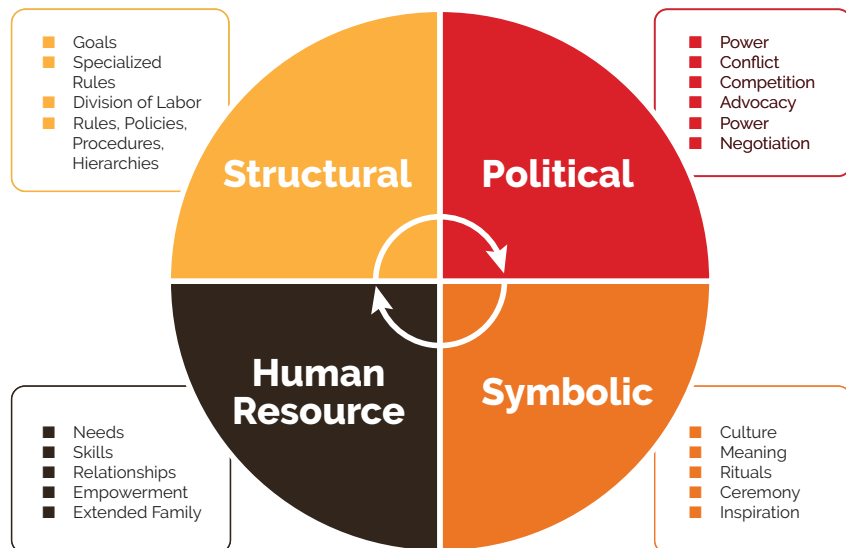 Goals
Specialized
Rules
Division of Labor
Rules, Policies,
Procedures,
Hierarchies
Power
Conflict
Competition
Advocacy
Power
Negotiation
Structural
Political
Human
Resource
Symbolic
Needs
Skills
Relationships
Empowerment
Extended Family
Culture
Meaning
Rituals
Ceremony
Inspiration